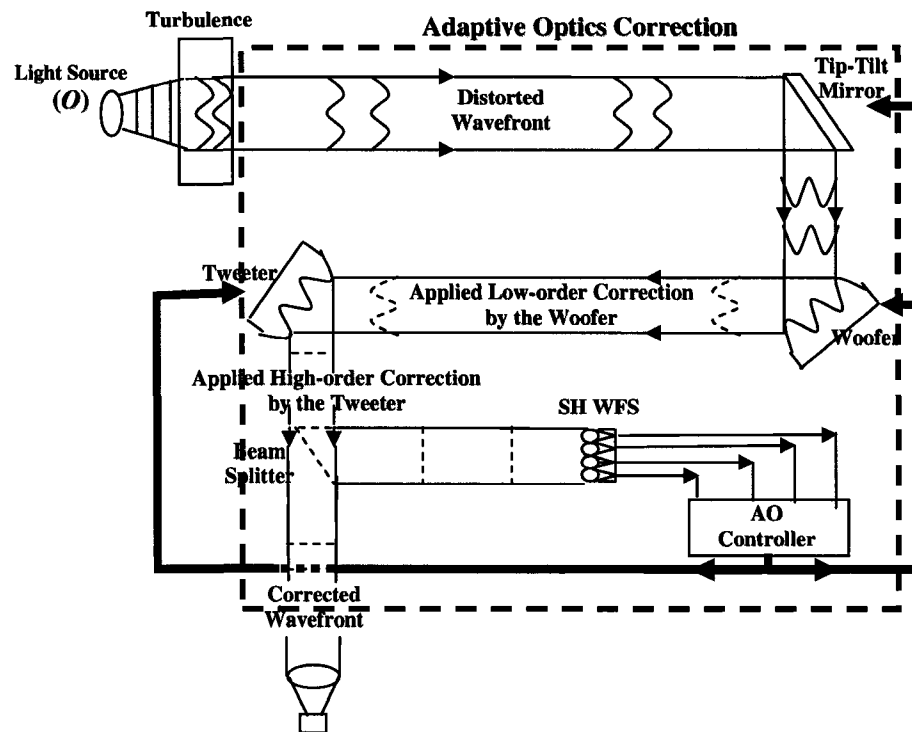 Adaptive Optics Correction
Turbulence
Light Source
(O)
Tip-Tilt
Mirror
Distorted
Wavefront
Tweeter
Applied Low-order Correction
by the Woofer
Woofer
Applied High-order Correction
by the Tweeter
SH WFS
Beam
Splitter
AO
Controller
Corrected
Wavefront